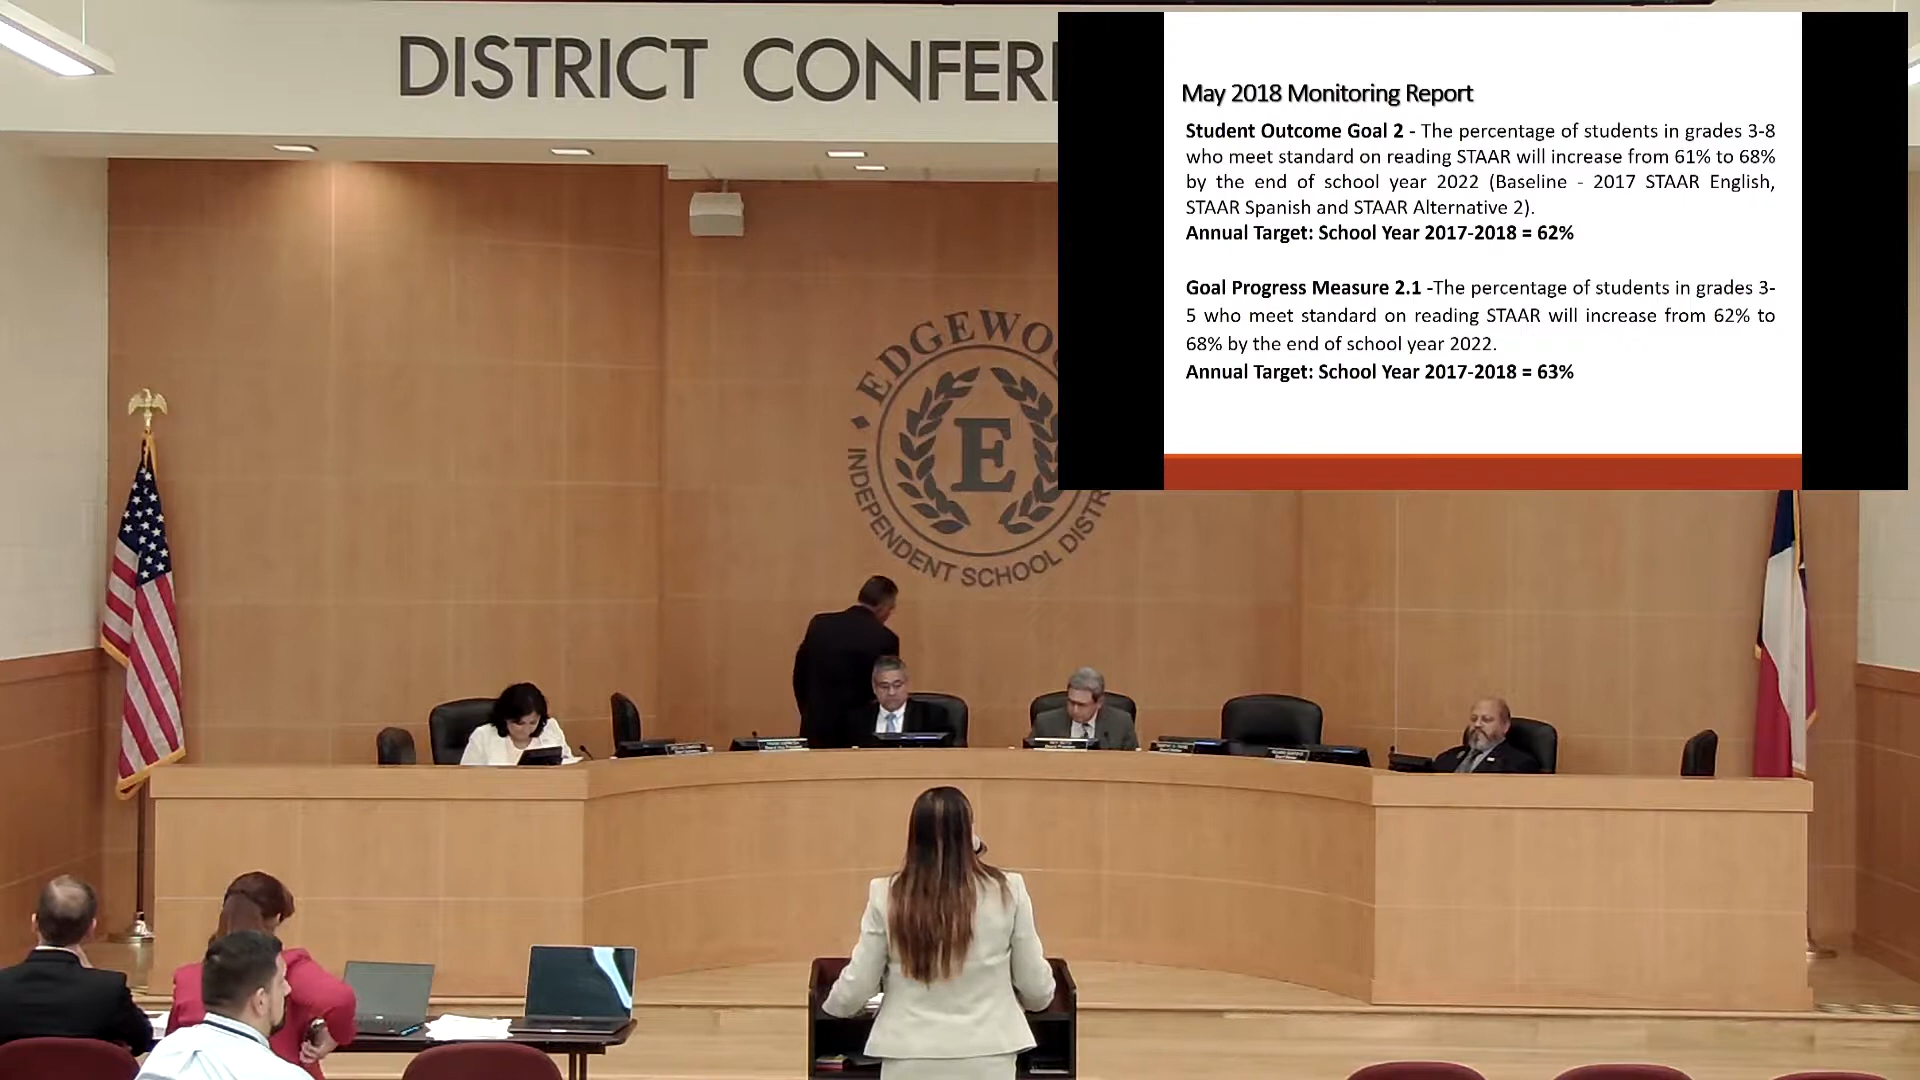 DISTRICT CONFER
May 2018 Monitoring Report
Student Outcome Goal 2 - The percentage of students in grades 3-8
who meet standard on reading STAAR will increase from 61% to 68%
by the end of school year 2022 (Baseline - 2017 STAAR English,
STAAR Spanish and STAAR Alternative 2).
Annual Target: School Year 2017-2018 = 62%
Goal Progress Measure 2.1 -The percentage of students in grades 3-
5 who meet standard on reading STAAR will increase from 62% to
68% by the end of school year 2022.
Annual Target: School Year 2017-2018 = 63%
EDGEWOO
E
INDEPENDENT SCHOOL DISTR